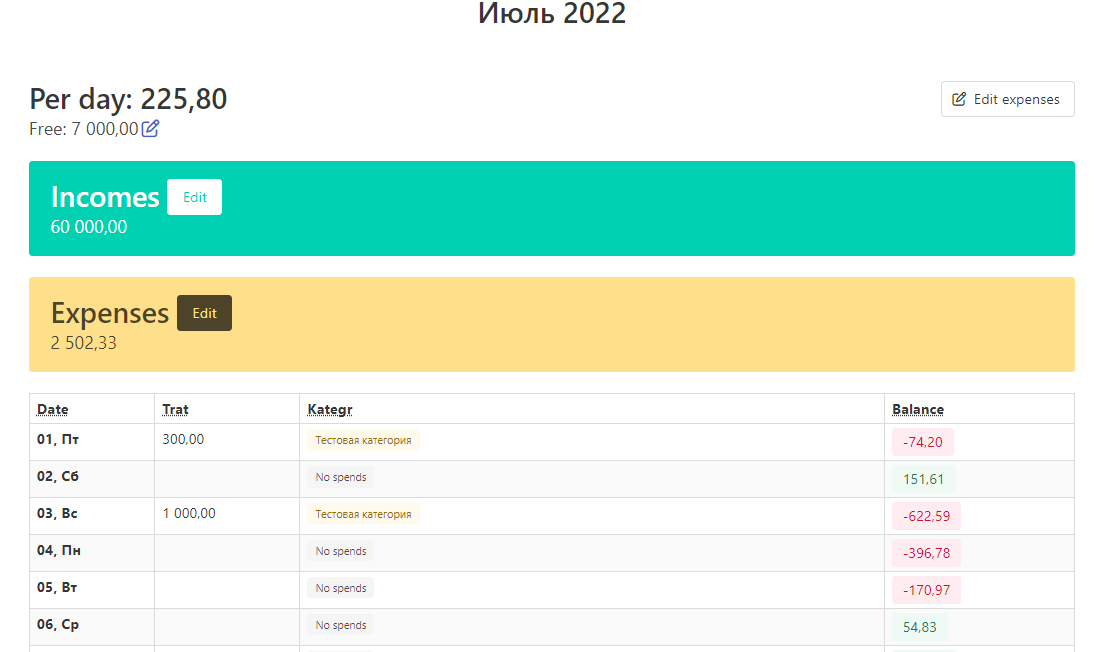 Июль 2022
Per day: 225,80
Edit expenses
Free: 7 000,00
Incomes Edit
60 000,00
Expenses Edit
2 502,33
Date Trat Kategr Balance
01, Пт 300,00 Тестовая категория -74,20
02, Сб No spends 151,61
03, Вс 1 000,00 Тестовая категория -622,59
04, Пн No spends -396,78
05, Вт No spends -170,97
06, Ср No spends 54,83